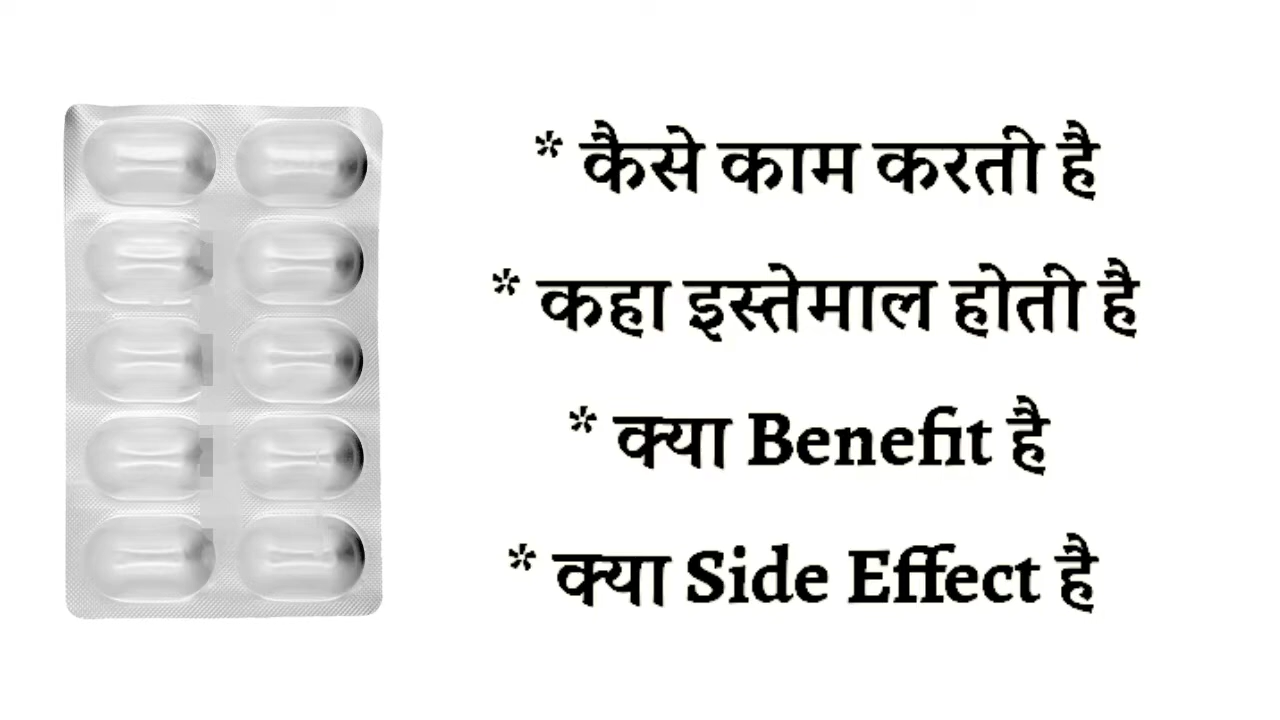 * कैसे काम करती है
* कहा इस्तेमाल होती है
* क्या Benefit है
* क्या Side Effect है